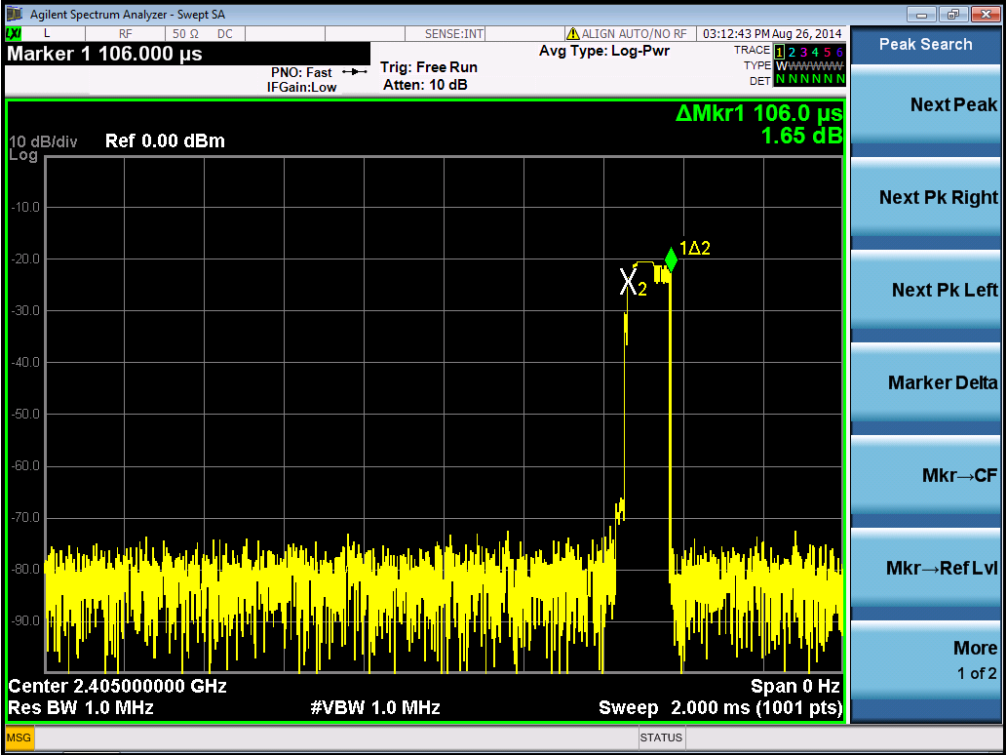 Agilent Spectrum Analyzer - Swept SA
LXI L RF 50 Ω DC SENSE:INT ALIGN AUTO/NO RF 03:12:43 PM Aug 26, 2014
Marker 1 106.000 µs
PNO: Fast
IFGain:Low
Trig: Free Run
Atten: 10 dB
Avg Type: Log-Pwr
TRACE 1 2 3 4 5 6
TYPE WWWWWW
DET N N N N N N
Peak Search
Next Peak
Next Pk Right
Next Pk Left
Marker Delta
Mkr→CF
Mkr→Ref Lvl
More
1 of 2
ΔMkr1 106.0 µs
1.65 dB
10 dB/div Ref 0.00 dBm
Log
-10.0
-20.0
-30.0
-40.0
-50.0
-60.0
-70.0
-80.0
-90.0
1Δ2
X2
Center 2.405000000 GHz Span 0 Hz
Res BW 1.0 MHz #VBW 1.0 MHz Sweep 2.000 ms (1001 pts)
MSG STATUS